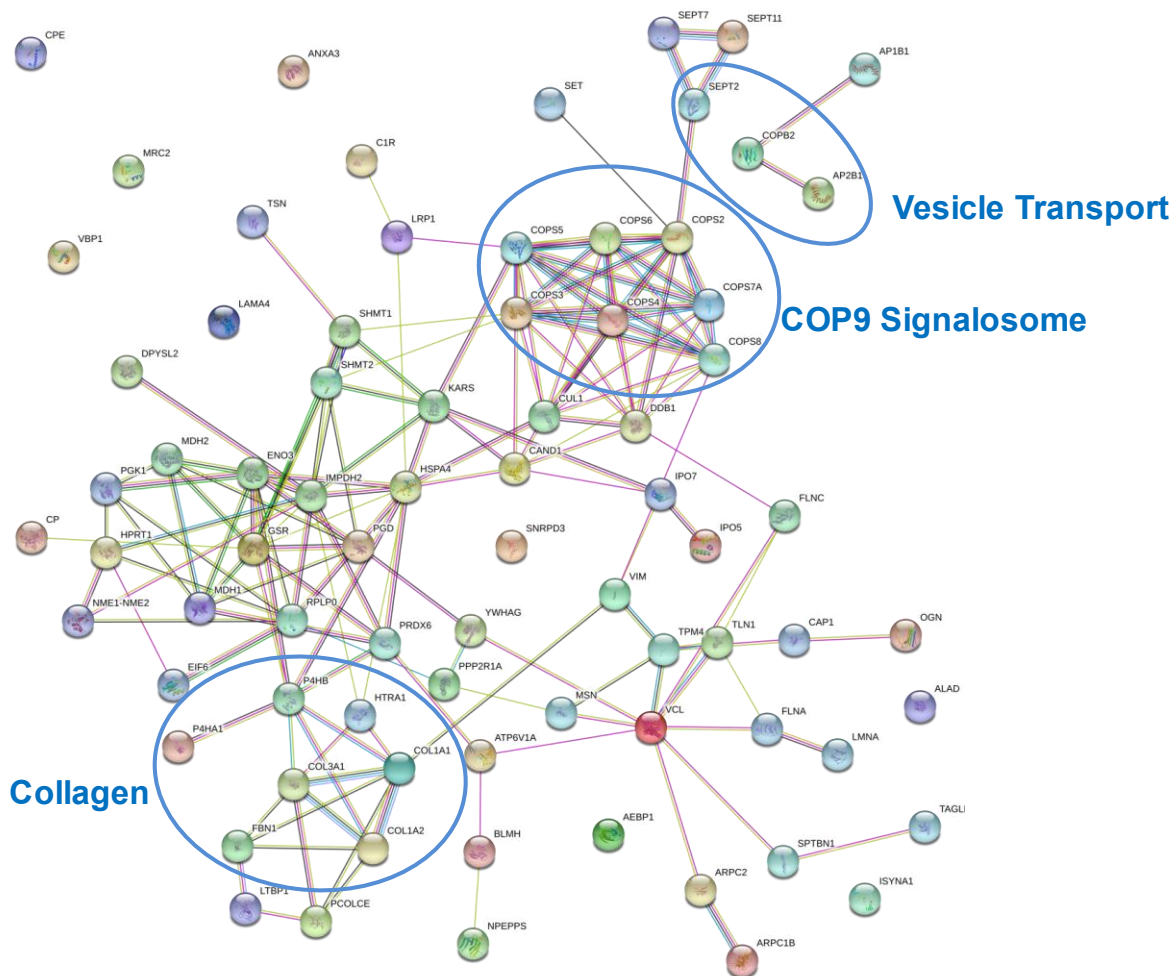 SEPT7
SEPT11
CPE
ANXA3
AP1B1
SET
SEPT2
COPB2
C1R
MRC2
AP2B1
Vesicle Transport
TSN
LRP1
COPS5
COPS6
COPS2
VBP1
COPS3
COPS4
COPS7A
LAMA4
SHMT1
COP9 Signalosome
COPS8
DPYSL2
SHMT2
KARS
CUL1
DDB1
MDH2
ENO3
CAND1
PGK1
IMPDH2
HSPA4
IPO7
FLNC
CP
HPRT1
GSR
PGD
SNRPD3
IPO5
VIM
NME1-NME2
MDH1
RPLP0
PRDX6
YWHAG
TPM4
TLN1
CAP1
OGN
EIF6
P4HB
PPP2R1A
HTRA1
MSN
VCL
FLNA
ALAD
P4HA1
COL1A1
ATP6V1A
LMNA
Collagen
COL3A1
FBN1
COL1A2
BLMH
AEBP1
SPTBN1
TAGL
LTBP1
PCOLCE
NPEPPS
ARPC2
ISYNA1
ARPC1B